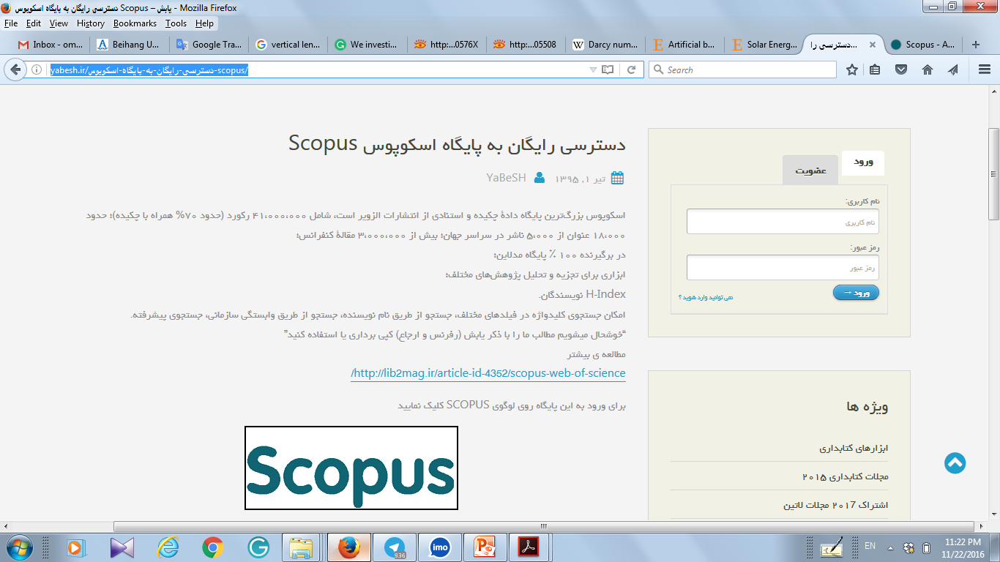 دسترسی رایگان به پایگاه اسکوپوس Scopus – یابش - Mozilla Firefox
File Edit View History Bookmarks Tools Help
Inbox - om... Beihang U... Google Tra... vertical len... We investi... http:...0576X http:...05508 Darcy num... Artificial b... Solar Energ... دسترسی را... Scopus - A...
yabesh.ir/دسترسی-رایگان-به-پایگاه-اسکوپوس-scopus/
Search
دسترسی رایگان به پایگاه اسکوپوس Scopus
تیر ۱, ۱۳۹۵ YaBeSH
اسکوپوس بزرگ‌ترین پایگاه دادهٔ چکیده و استنادی از انتشارات الزویر است، شامل ۴۱،۰۰۰،۰۰۰ رکورد (حدود ۷۰% همراه با چکیده)؛ حدود
۱۸،۰۰۰ عنوان از ۵،۰۰۰ ناشر در سراسر جهان؛ بیش از ۳،۰۰۰،۰۰۰ مقالهٔ کنفرانس؛
در برگیرنده ۱۰۰ ٪ پایگاه مدلاین؛
ابزاری برای تجزیه و تحلیل پژوهش‌های مختلف؛
H-Index نویسندگان.
امکان جستجوی کلیدواژه در فیلدهای مختلف، جستجو از طریق نام نویسنده، جستجو از طریق وابستگی سازمانی، جستجوی پیشرفته.
“خوشحال میشویم مطالب ما را با ذکر یابش (رفرنس و ارجاع) کپی برداری یا استفاده کنید”
مطالعه ی بیشتر
http://lib2mag.ir/article-id-4352/scopus-web-of-science/
برای ورود به این پایگاه روی لوگوی SCOPUS کلیک نمایید
Scopus
ورود
عضویت
نام کاربری:
نام کاربری
رمز عبور:
رمز عبور
ورود →
نمی توانید وارد شوید ؟
ویژه ها
ابزارهای کتابداری
مجلات کتابداری ۲۰۱۵
اشتراک 2017 مجلات لاتین
936
imo
EN
11:22 PM
11/22/2016